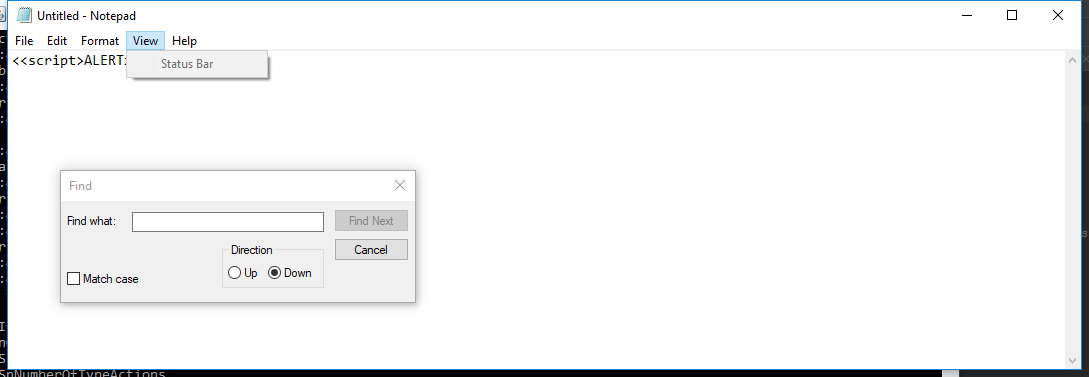 Untitled - Notepad
File Edit Format View Help
<<script>ALERT
Status Bar
Find
Find what:
Find Next
Cancel
Direction
Up Down
Match case
SnNumberOfTypeActions